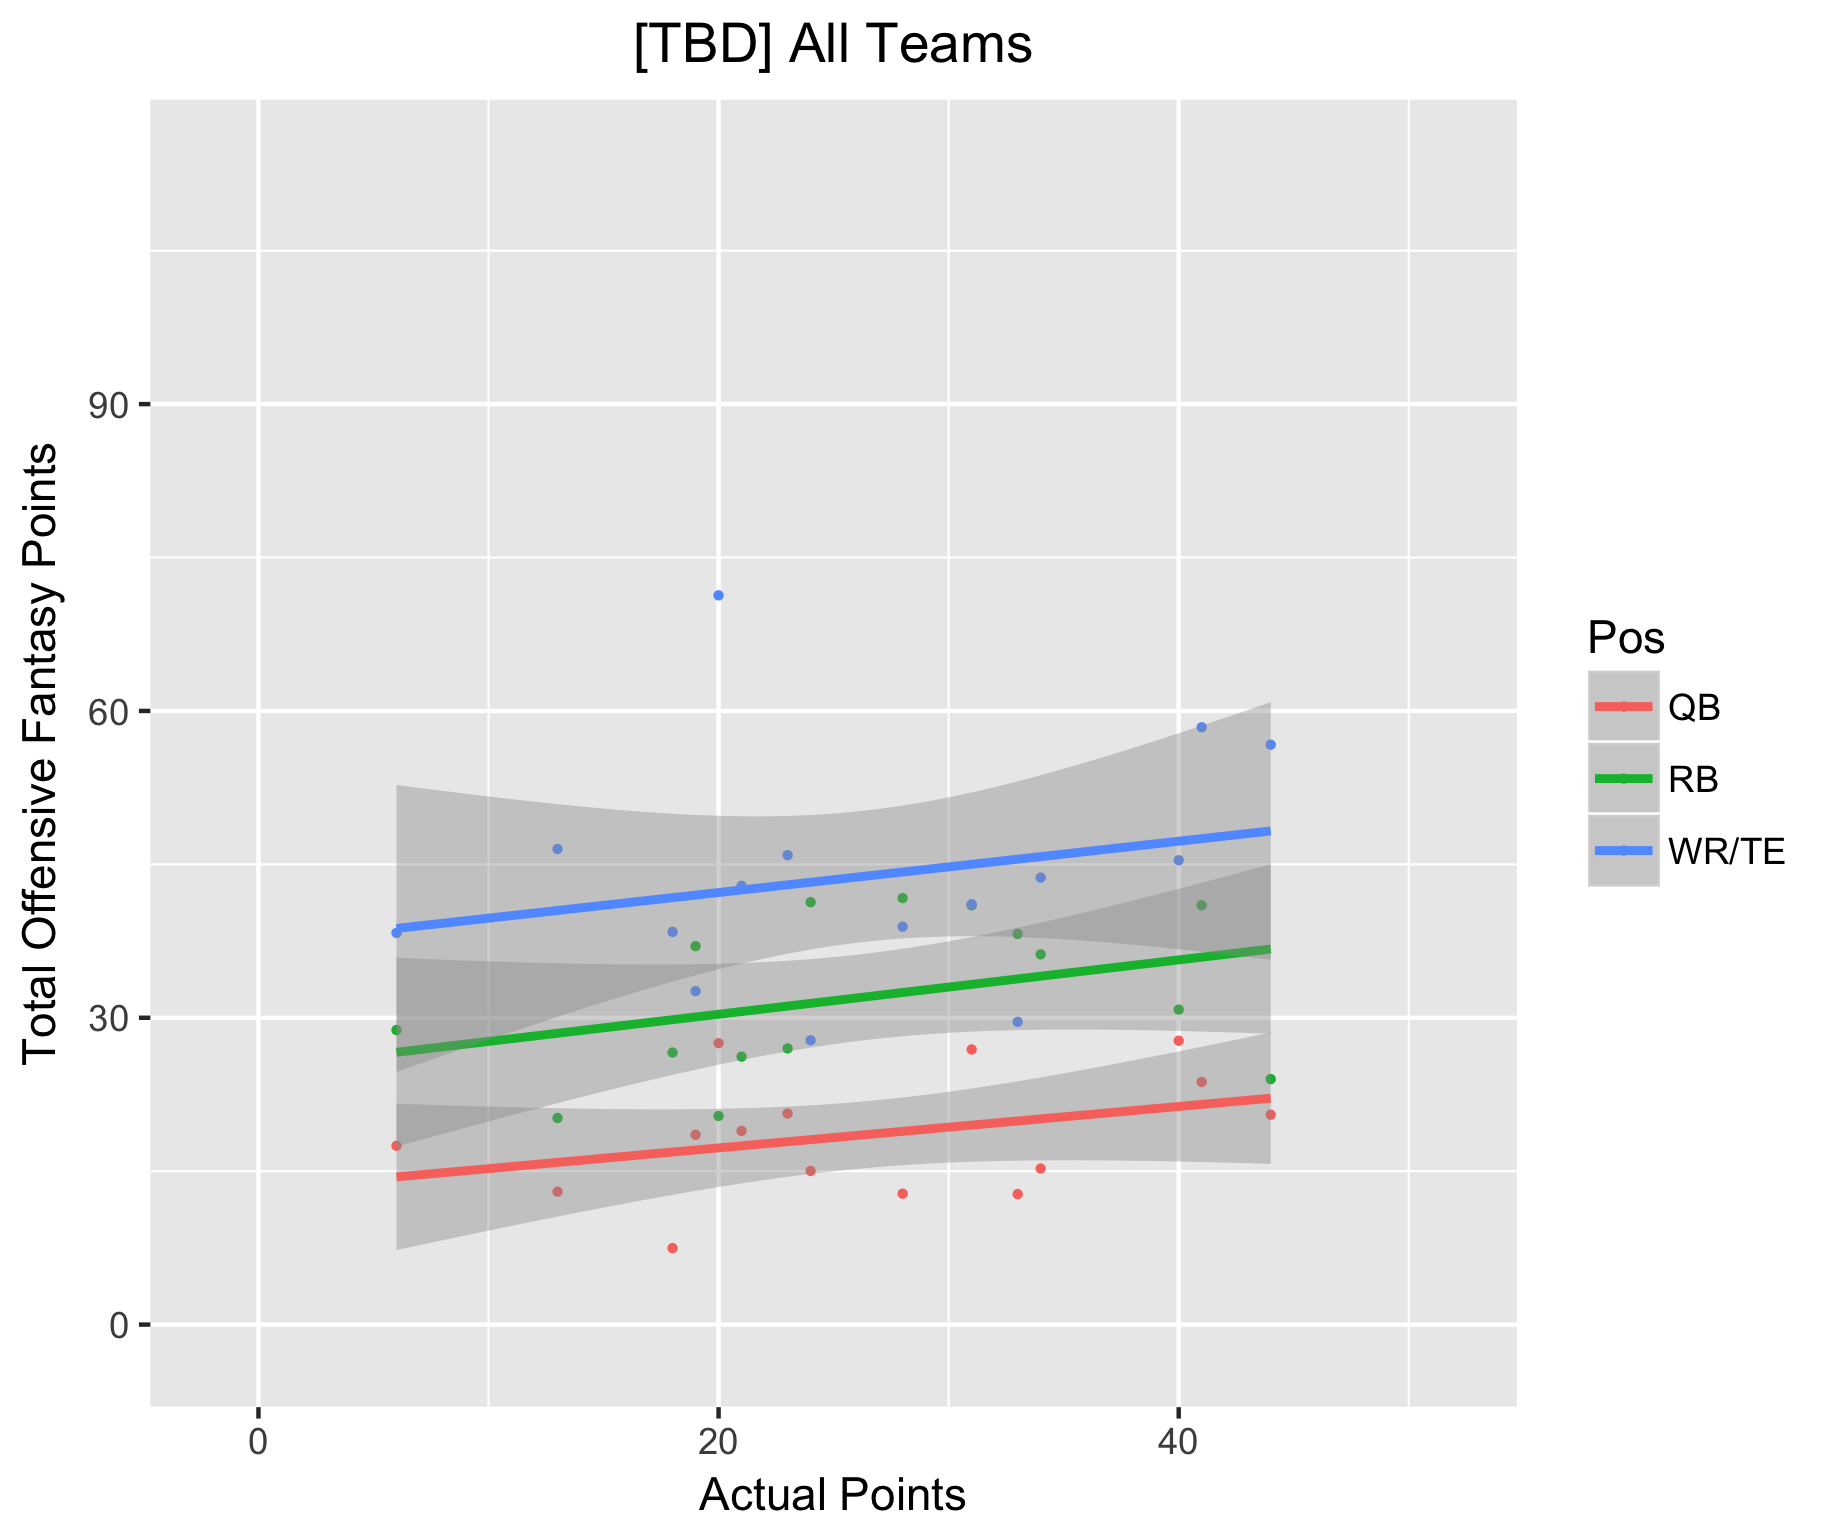 [TBD] All Teams
Total Offensive Fantasy Points
90
60
30
0
0 20 40
Actual Points
Pos
QB
RB
WR/TE